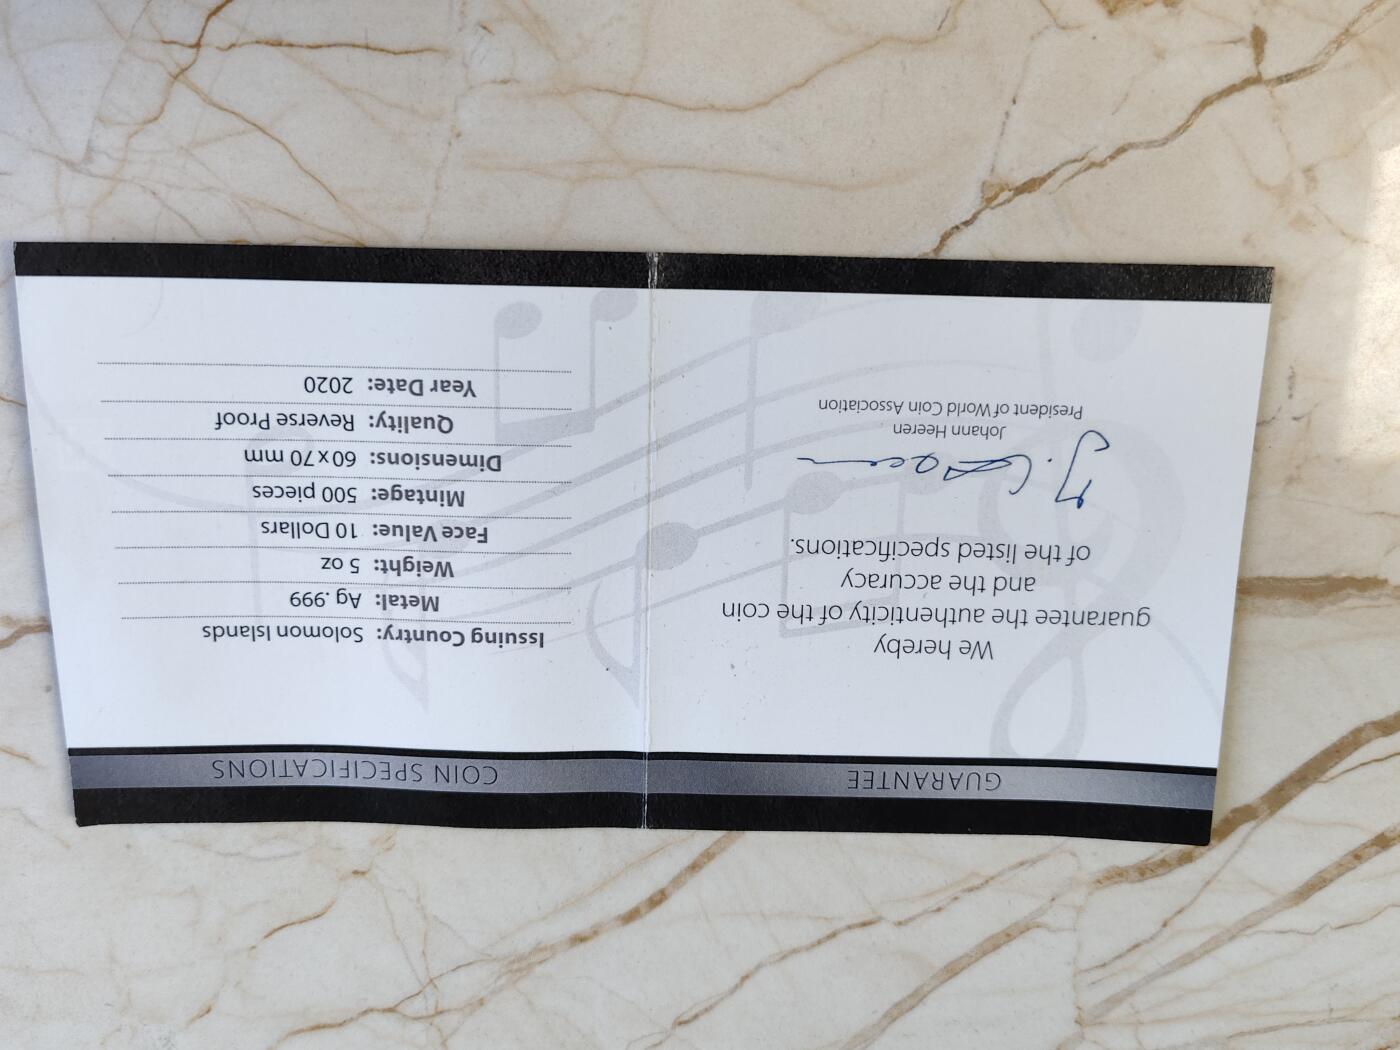 GUARANTEE
We hereby
guarantee the authenticity of the coin
and the accuracy
of the listed specifications.
Johann Heeren
President of World Coin Association
COIN SPECIFICATIONS
Issuing Country: Solomon Islands
Metal: Ag .999
Weight: 5 oz
Face Value: 10 Dollars
Mintage: 500 pieces
Dimensions: 60 x 70 mm
Quality: Reverse Proof
Year Date: 2020